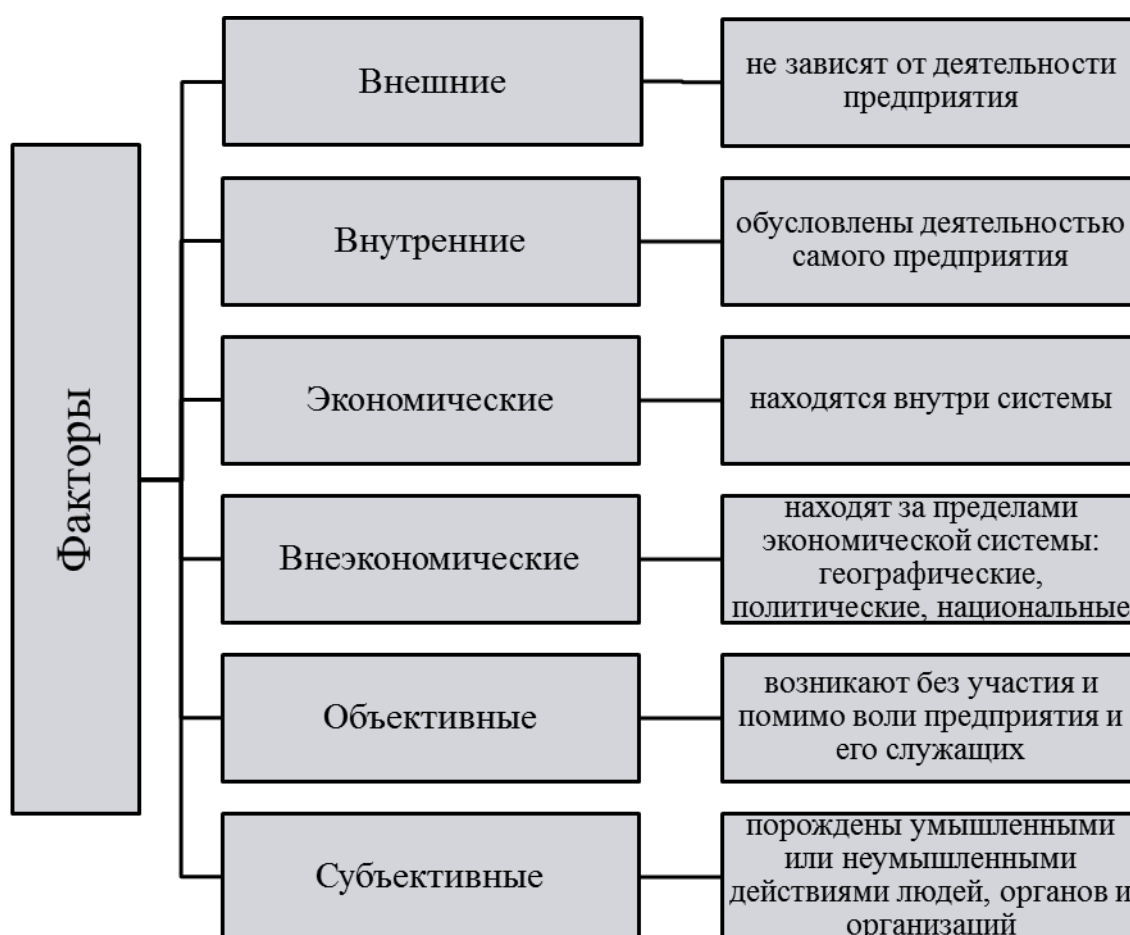 Факторы
Внешние
не зависят от деятельности
предприятия
Внутренние
обусловлены деятельностью
самого предприятия
Экономические
находятся внутри системы
Внеэкономические
находят за пределами
экономической системы:
географические,
политические, национальные
Объективные
возникают без участия и
помимо воли предприятия и
его служащих
Субъективные
порождены умышленными
или неумышленными
действиями людей, органов и
организаций